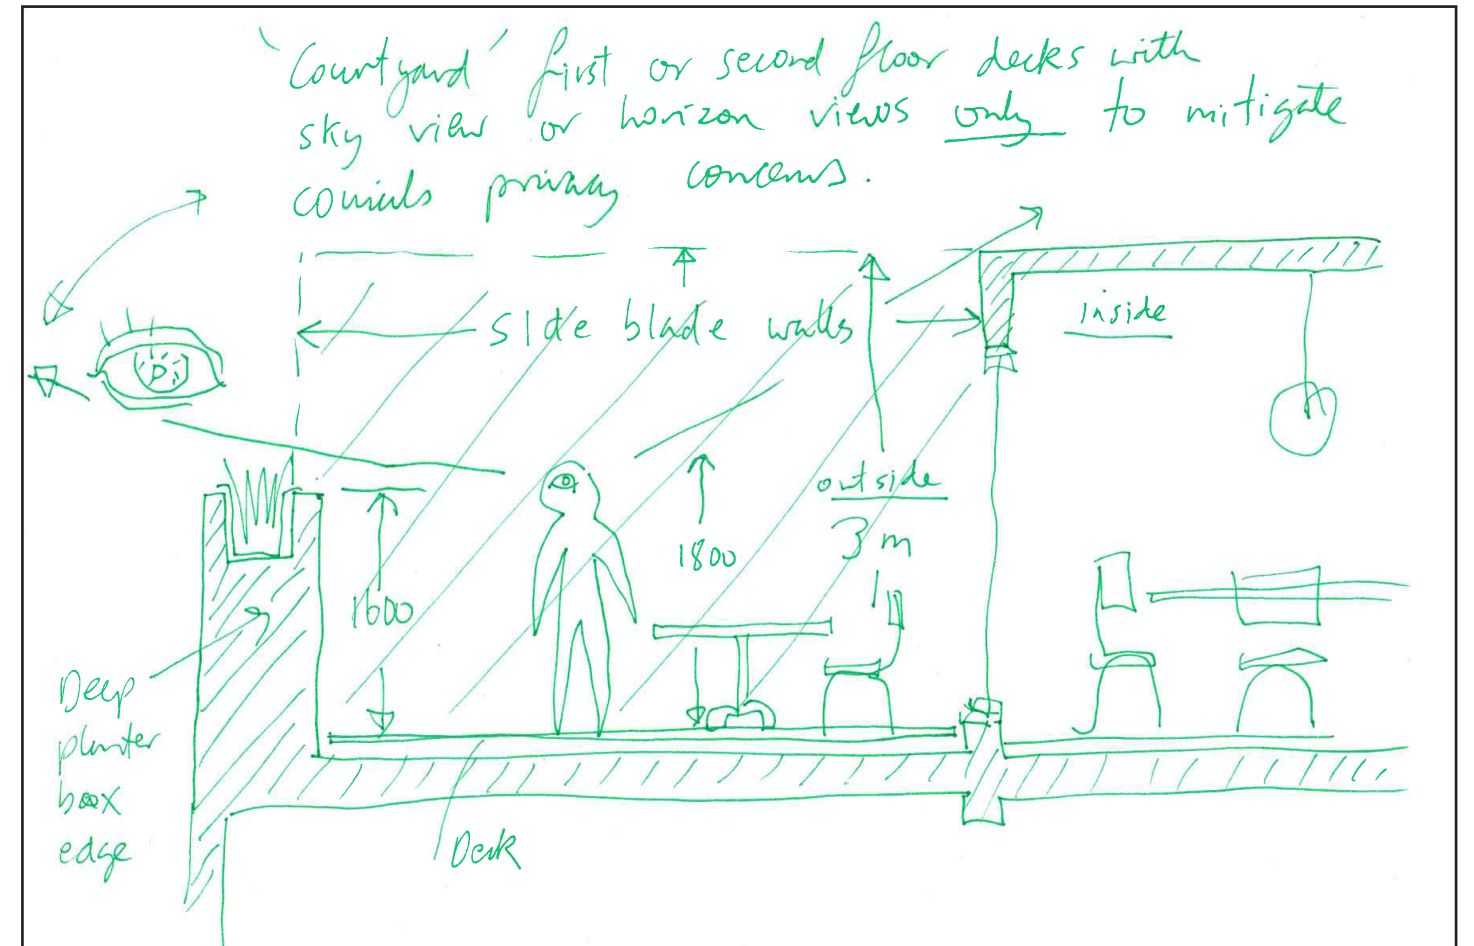 'Courtyard' first or second floor decks with
sky view or horizon views only to mitigate
councils privacy concerns.
side blade walls
inside
outside
3 m
1800
1600
Deep
planter
box
edge
Deck